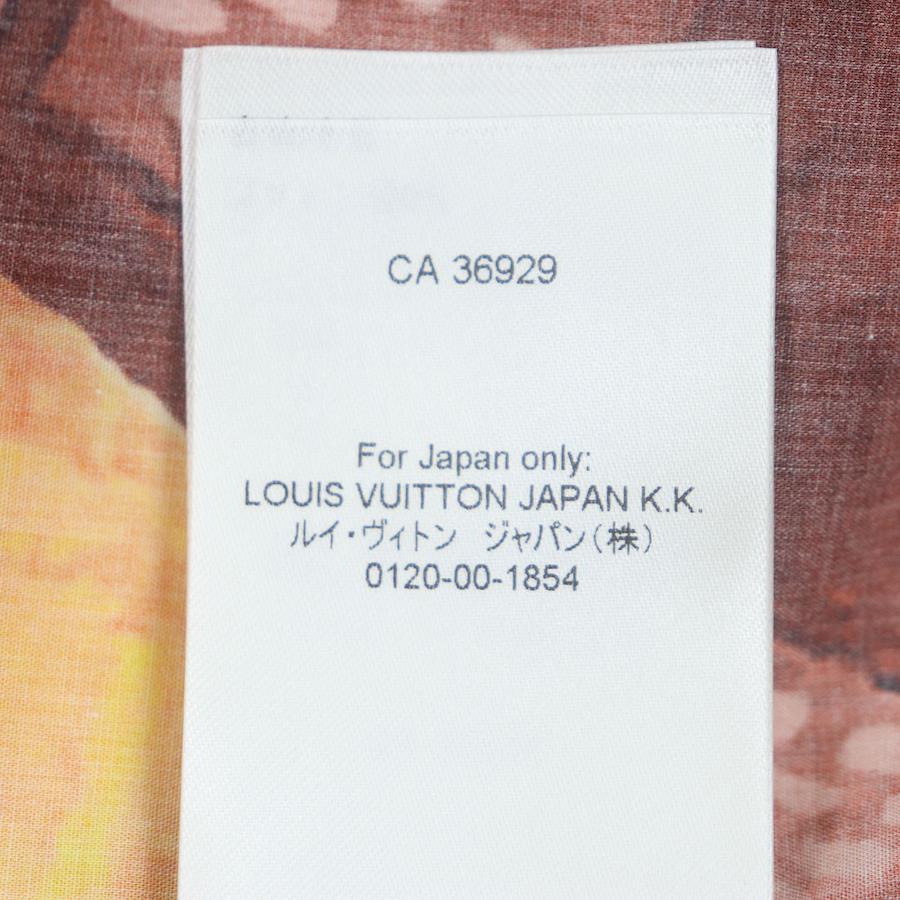 CA 36929
For Japan only:
LOUIS VUITTON JAPAN K.K.
ルイ・ヴィトン　ジャパン(株)
0120-00-1854